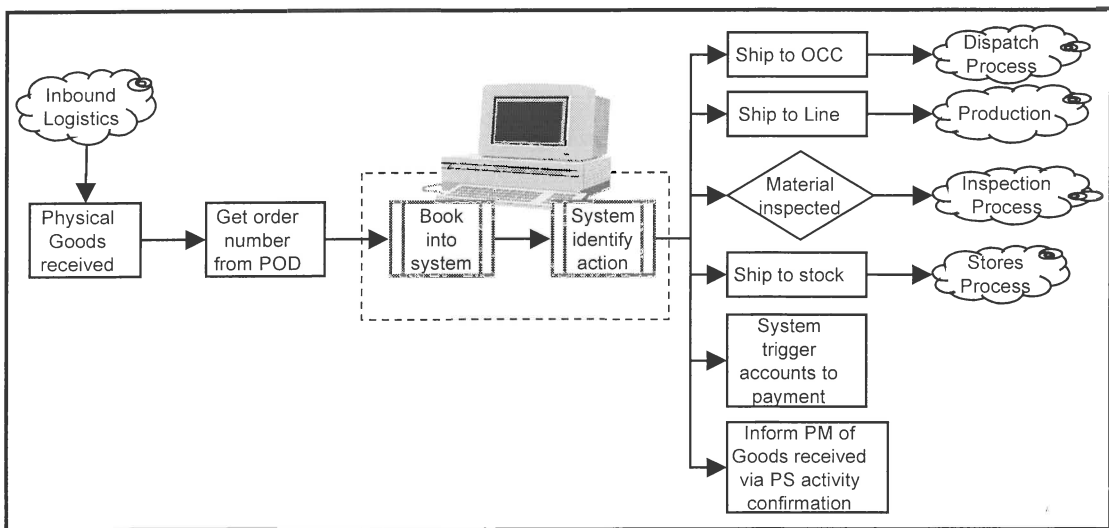 Inbound
Logistics
Physical
Goods
received
Get order
number
from POD
Book
into
system
System
identify
action
Ship to OCC
Dispatch
Process
Ship to Line
Production
Material
inspected
Inspection
Process
Ship to stock
Stores
Process
System
trigger
accounts to
payment
Inform PM of
Goods received
via PS activity
confirmation